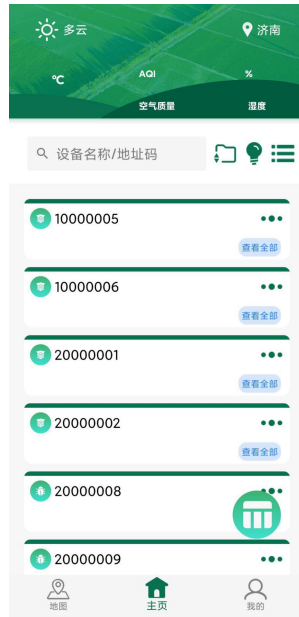 多云 济南
℃ AQI %
空气质量 湿度
设备名称/地址码
10000005
查看全部
10000006
查看全部
20000001
查看全部
20000002
查看全部
20000008
20000009
地图 主页 我的